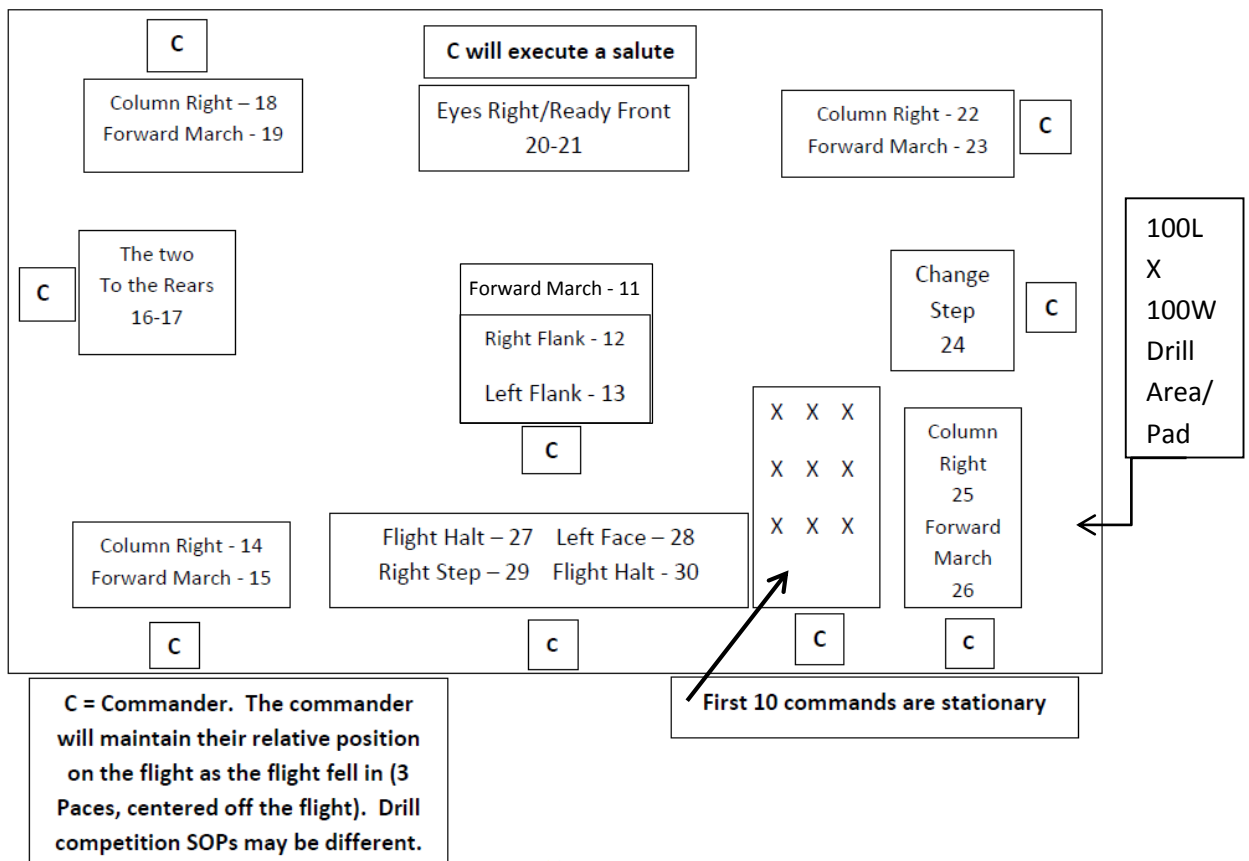 C
C will execute a salute
Column Right – 18
Forward March - 19
Eyes Right/Ready Front
20-21
Column Right - 22
Forward March - 23
C
100L
X
100W
Drill
Area/
Pad
C
The two
To the Rears
16-17
Forward March - 11
Right Flank - 12
Left Flank - 13
C
Change
Step
24
C
X X X
X X X
X X X
Column
Right
25
Forward
March
26
Column Right - 14
Forward March - 15
Flight Halt – 27 Left Face – 28
Right Step – 29 Flight Halt - 30
C
C
C
C
C = Commander. The commander
will maintain their relative position
on the flight as the flight fell in (3
Paces, centered off the flight). Drill
competition SOPs may be different.
First 10 commands are stationary